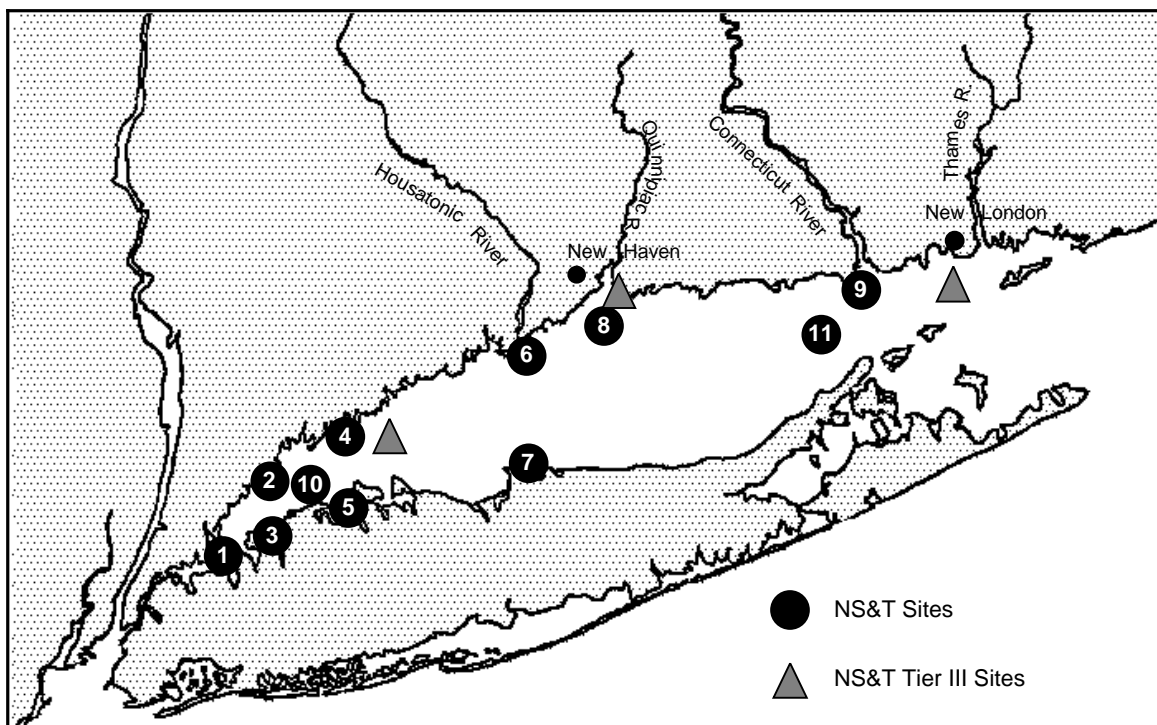 Housatonic
River
Quinnipiac R.
Connecticut River
Thames R.
New Haven
New London
9
8
11
6
4
7
2
10
5
3
1
NS&T Sites
NS&T Tier III Sites